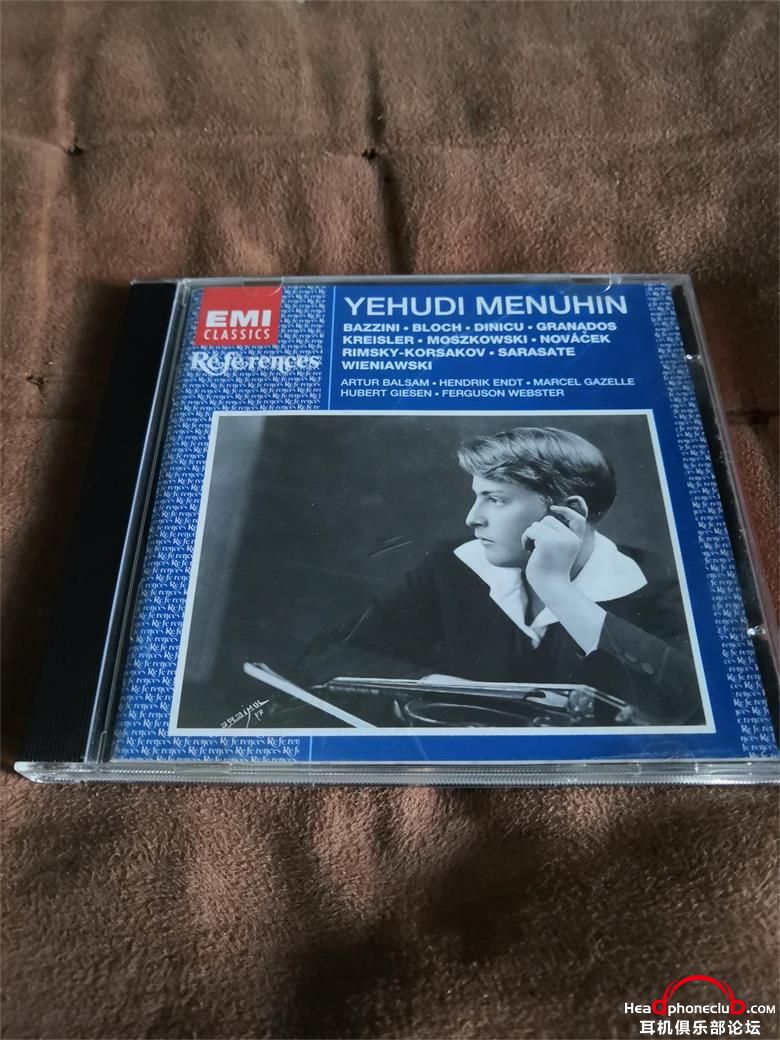 EMI
CLASSICS
References
YEHUDI MENUHIN
BAZZINI • BLOCH • DINICU • GRANADOS
KREISLER • MOSZKOWSKI • NOVÁČEK
RIMSKY-KORSAKOV • SARASATE
WIENIAWSKI
ARTUR BALSAM • HENDRIK ENDT • MARCEL GAZELLE
HUBERT GIESEN • FERGUSON WEBSTER
Headphoneclub.com
耳机俱乐部论坛